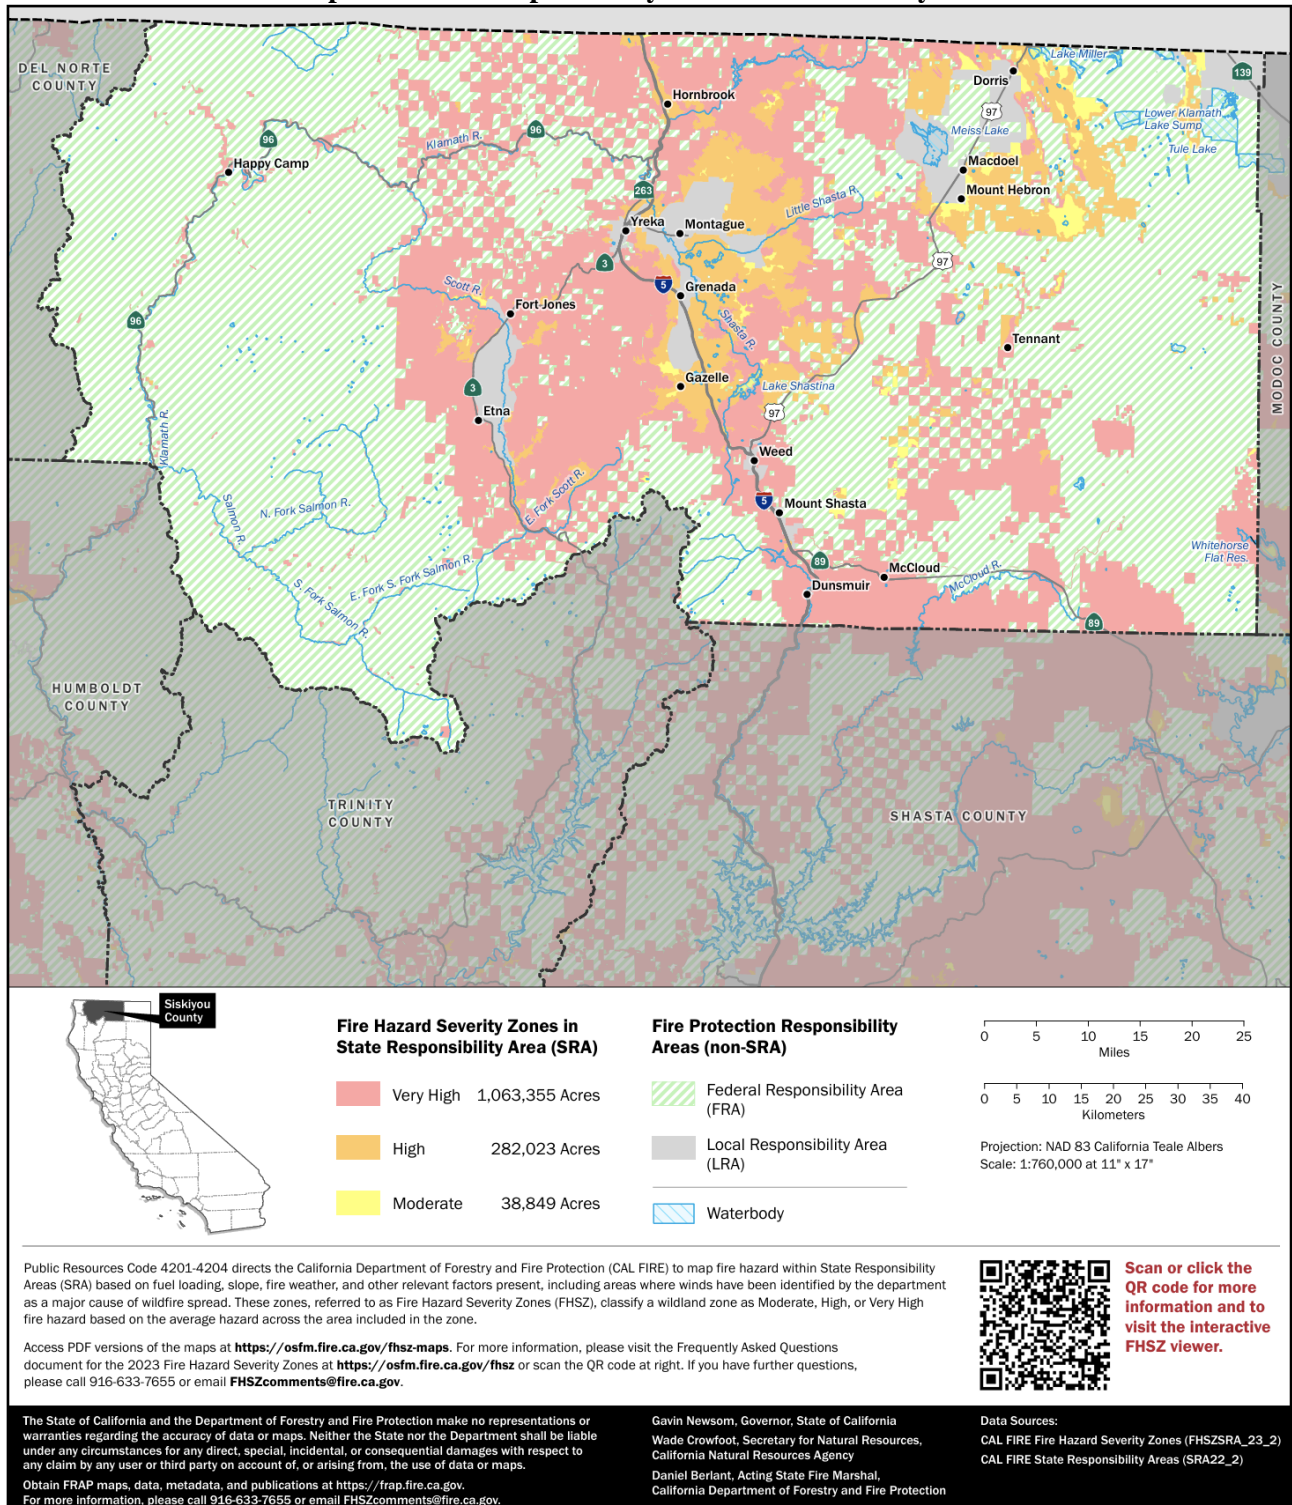 DEL NORTE
COUNTY
Lake Miller
139
Dorris
Hornbrook
97
Lower Klamath
Lake Sump
96
96
Klamath R.
Meiss Lake
Tule Lake
Happy Camp
Macdoel
263
Mount Hebron
Little Shasta R.
Yreka
Montague
3
97
Scott R.
5
Grenada
Fort Jones
96
Shasta R.
Tennant
MODOC COUNTY
3
Gazelle
Lake Shastina
Etna
97
Klamath R.
Weed
E. Fork Scott R.
5
Mount Shasta
Salmon R.
N. Fork Salmon R.
Whitehorse
Flat Res.
89
McCloud
E. Fork S. Fork Salmon R.
McCloud R.
S. Fork Salmon R.
Dunsmuir
89
HUMBOLDT
COUNTY
TRINITY
COUNTY
SHASTA COUNTY
Siskiyou
County
Fire Hazard Severity Zones in
State Responsibility Area (SRA)
Very High 1,063,355 Acres
High 282,023 Acres
Moderate 38,849 Acres
Fire Protection Responsibility
Areas (non-SRA)
Federal Responsibility Area
(FRA)
Local Responsibility Area
(LRA)
Waterbody
0 5 10 15 20 25
Miles
0 5 10 15 20 25 30 35 40
Kilometers
Projection: NAD 83 California Teale Albers
Scale: 1:760,000 at 11" x 17"
Public Resources Code 4201-4204 directs the California Department of Forestry and Fire Protection (CAL FIRE) to map fire hazard within State Responsibility
Areas (SRA) based on fuel loading, slope, fire weather, and other relevant factors present, including areas where winds have been identified by the department
as a major cause of wildfire spread. These zones, referred to as Fire Hazard Severity Zones (FHSZ), classify a wildland zone as Moderate, High, or Very High
fire hazard based on the average hazard across the area included in the zone.
Access PDF versions of the maps at https://osfm.fire.ca.gov/fhsz-maps. For more information, please visit the Frequently Asked Questions
document for the 2023 Fire Hazard Severity Zones at https://osfm.fire.ca.gov/fhsz or scan the QR code at right. If you have further questions,
please call 916-633-7655 or email FHSZcomments@fire.ca.gov.
Scan or click the
QR code for more
information and to
visit the interactive
FHSZ viewer.
The State of California and the Department of Forestry and Fire Protection make no representations or
warranties regarding the accuracy of data or maps. Neither the State nor the Department shall be liable
under any circumstances for any direct, special, incidental, or consequential damages with respect to
any claim by any user or third party on account of, or arising from, the use of data or maps.
Obtain FRAP maps, data, metadata, and publications at https://frap.fire.ca.gov.
For more information, please call 916-633-7655 or email FHSZcomments@fire.ca.gov.
Gavin Newsom, Governor, State of California
Wade Crowfoot, Secretary for Natural Resources,
California Natural Resources Agency
Daniel Berlant, Acting State Fire Marshal,
California Department of Forestry and Fire Protection
Data Sources:
CAL FIRE Fire Hazard Severity Zones (FHSZSRA_23_2)
CAL FIRE State Responsibility Areas (SRA22_2)